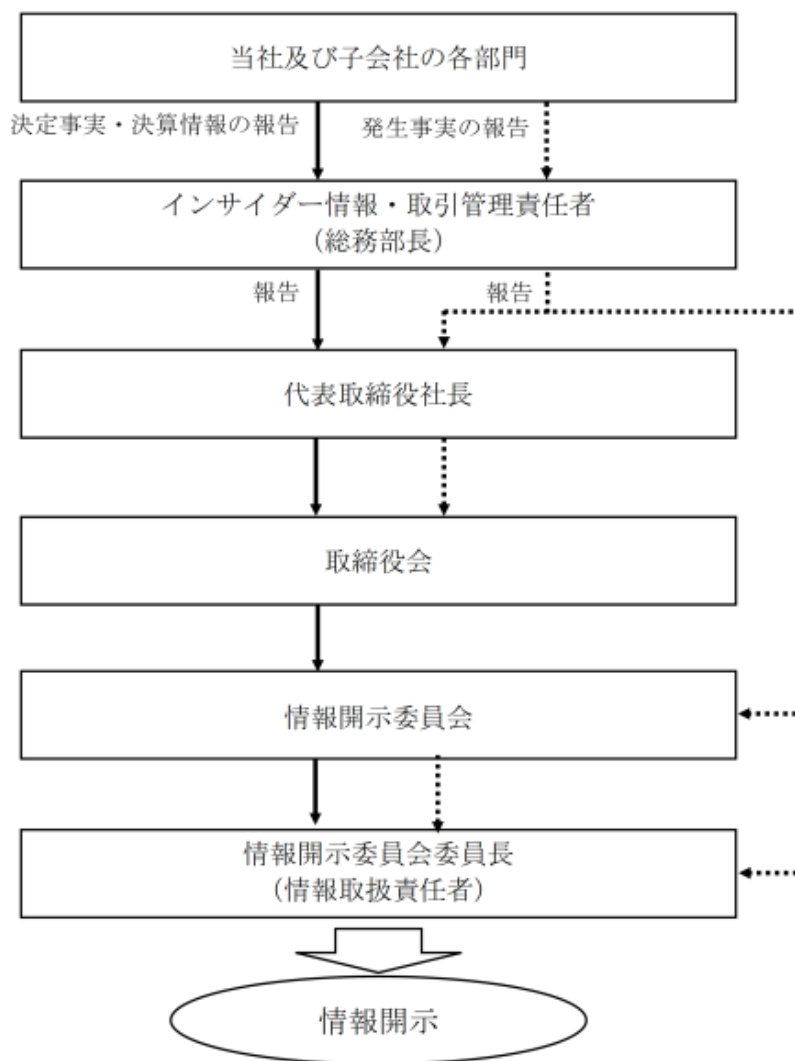 当社及び子会社の各部門
決定事実・決算情報の報告
発生事実の報告
インサイダー情報・取引管理責任者
（総務部長）
報告
報告
代表取締役社長
取締役会
情報開示委員会
情報開示委員会委員長
（情報取扱責任者）
情報開示